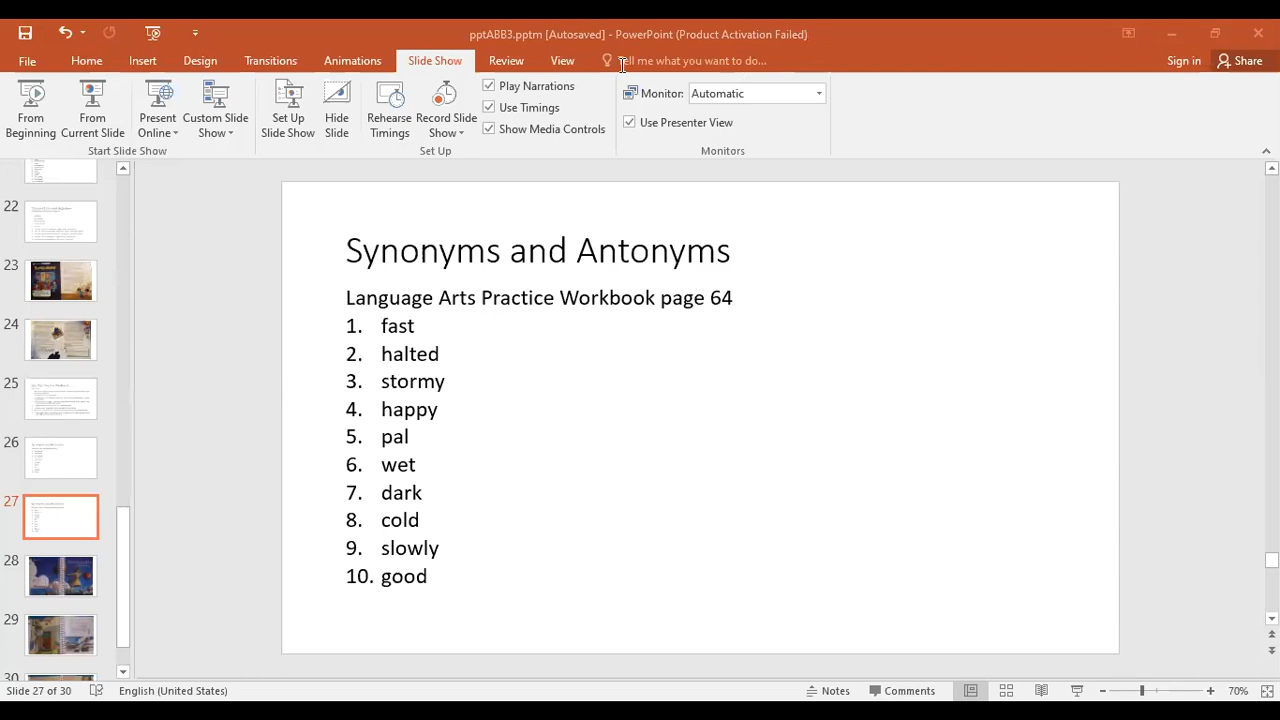 pptABB3.pptm [Autosaved] - PowerPoint (Product Activation Failed)
File Home Insert Design Transitions Animations Slide Show Review View Tell me what you want to do... Sign in Share
From Beginning
From Current Slide
Present Online
Custom Slide Show
Start Slide Show
Set Up Slide Show
Hide Slide
Rehearse Timings
Record Slide Show
Play Narrations
Use Timings
Show Media Controls
Set Up
Monitor: Automatic
Use Presenter View
Monitors
22
23
24
25
26
27
28
29
30
Synonyms and Antonyms
Language Arts Practice Workbook page 64
1. fast
2. halted
3. stormy
4. happy
5. pal
6. wet
7. dark
8. cold
9. slowly
10. good
Slide 27 of 30 English (United States) Notes Comments 70%